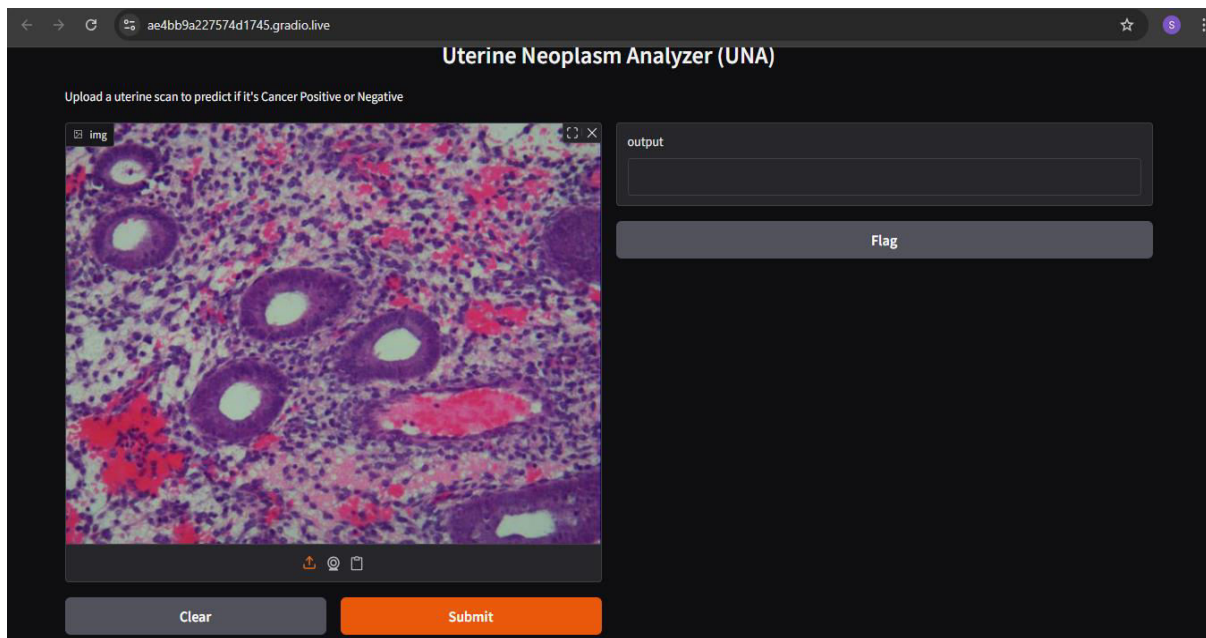 ae4bb9a227574d1745.gradio.live
S
Uterine Neoplasm Analyzer (UNA)
Upload a uterine scan to predict if it's Cancer Positive or Negative
img
output
Flag
Clear
Submit